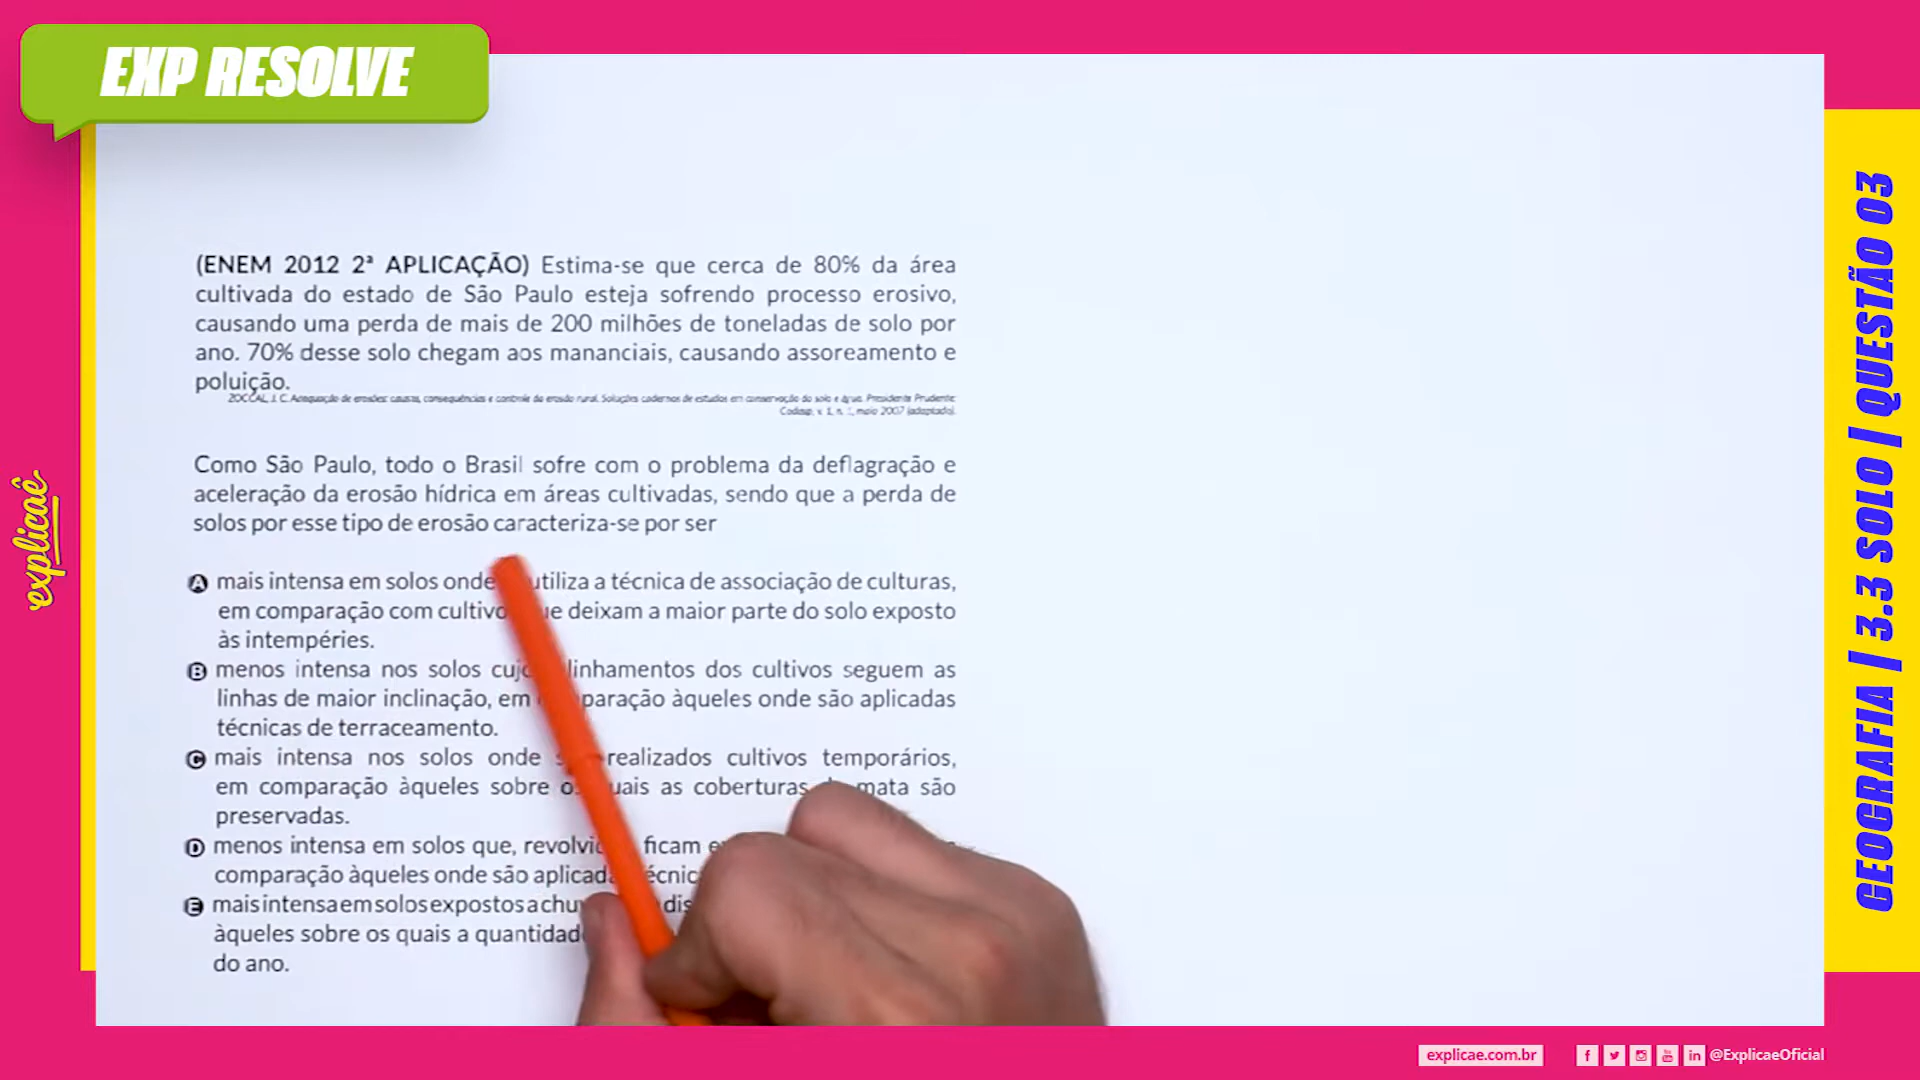 EXP RESOLVE
(ENEM 2012 2ª APLICAÇÃO) Estima-se que cerca de 80% da área
cultivada do estado de São Paulo esteja sofrendo processo erosivo,
causando uma perda de mais de 200 milhões de toneladas de solo por
ano. 70% desse solo chegam aos mananciais, causando assoreamento e
poluição.
ZOCCAL, J. C. Adequação de erosões: causas, consequências e controle da erosão rural. Soluções cadernos de estudos em conservação do solo e água. Presidente Prudente:
Codasp, v. 1, n. 1, maio 2007 (adaptado).
Como São Paulo, todo o Brasil sofre com o problema da deflagração e
aceleração da erosão hídrica em áreas cultivadas, sendo que a perda de
solos por esse tipo de erosão caracteriza-se por ser
A mais intensa em solos onde utiliza a técnica de associação de culturas,
em comparação com cultivo que deixam a maior parte do solo exposto
às intempéries.
B menos intensa nos solos cujos alinhamentos dos cultivos seguem as
linhas de maior inclinação, em comparação àqueles onde são aplicadas
técnicas de terraceamento.
C mais intensa nos solos onde realizados cultivos temporários,
em comparação àqueles sobre os quais as coberturas mata são
preservadas.
D menos intensa em solos que, revolvidos, ficam
comparação àqueles onde são aplicadas
E mais intensa em solos expostos a
àqueles sobre os quais a quantidade
do ano.
explicaê
GEOGRAFIA | 3.3 SOLO | QUESTÃO 03
explicae.com.br
@ExplicaeOficial